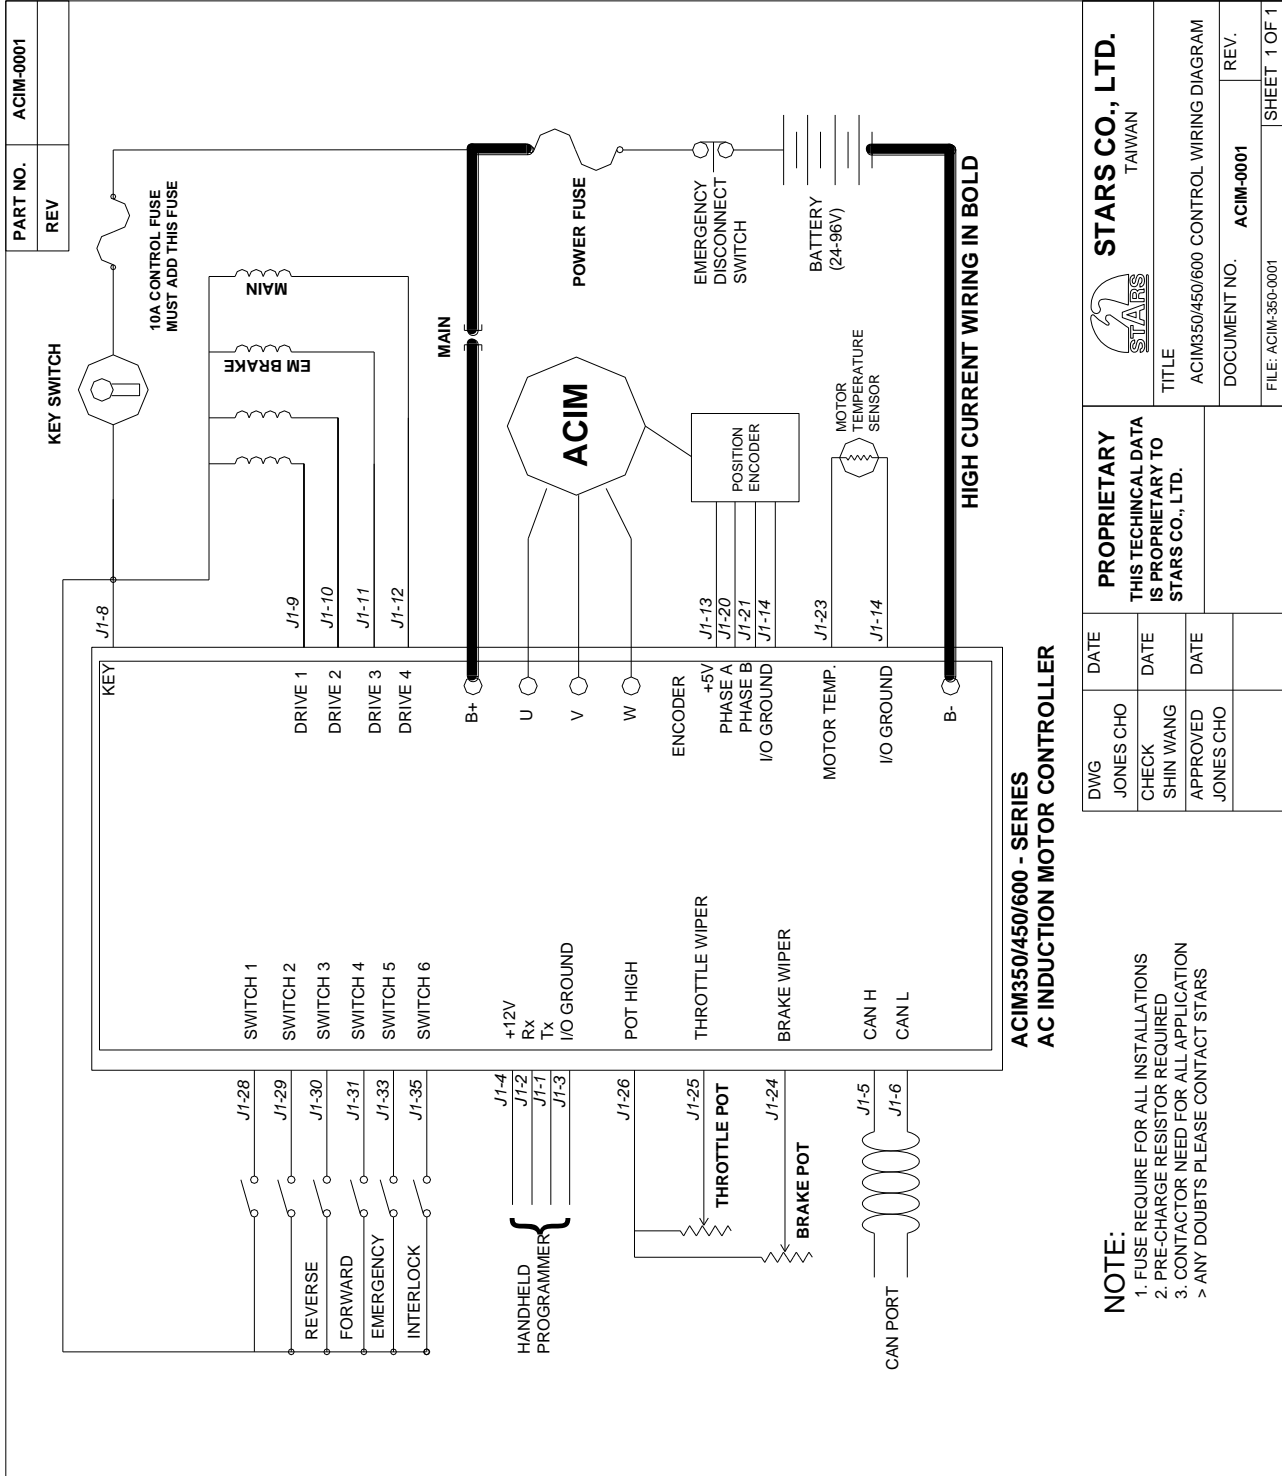 PART NO.
ACIM-0001
REV
KEY SWITCH
10A CONTROL FUSE
MUST ADD THIS FUSE
MAIN
EM BRAKE
MAIN
POWER FUSE
EMERGENCY
DISCONNECT
SWITCH
BATTERY
(24-96V)
ACIM
POSITION
ENCODER
MOTOR
TEMPERATURE
SENSOR
HIGH CURRENT WIRING IN BOLD
J1-8
J1-9
J1-10
J1-11
J1-12
J1-13
J1-20
J1-21
J1-14
J1-23
J1-14
KEY
DRIVE 1
DRIVE 2
DRIVE 3
DRIVE 4
B+
U
V
W
ENCODER
+5V
PHASE A
PHASE B
I/O GROUND
MOTOR TEMP.
I/O GROUND
B-
SWITCH 1
SWITCH 2
SWITCH 3
SWITCH 4
SWITCH 5
SWITCH 6
+12V
Rx
Tx
I/O GROUND
POT HIGH
THROTTLE WIPER
BRAKE WIPER
CAN H
CAN L
ACIM350/450/600 - SERIES
AC INDUCTION MOTOR CONTROLLER
J1-28
J1-29
J1-30
J1-31
J1-33
J1-35
J1-4
J1-2
J1-1
J1-3
J1-26
J1-25
J1-24
J1-5
J1-6
REVERSE
FORWARD
EMERGENCY
INTERLOCK
HANDHELD
PROGRAMMER
THROTTLE POT
BRAKE POT
CAN PORT
NOTE:
1. FUSE REQUIRE FOR ALL INSTALLATIONS
2. PRE-CHARGE RESISTOR REQUIRED
3. CONTACTOR NEED FOR ALL APPLICATION
> ANY DOUBTS PLEASE CONTACT STARS
DWG
JONES CHO
DATE
CHECK
SHIN WANG
DATE
APPROVED
JONES CHO
DATE
PROPRIETARY
THIS TECHINCAL DATA
IS PROPRIETARY TO
STARS CO., LTD.
STARS
STARS CO., LTD.
TAIWAN
TITLE
ACIM350/450/600 CONTROL WIRING DIAGRAM
DOCUMENT NO.
ACIM-0001
REV.
FILE: ACIM-350-0001
SHEET 1 OF 1